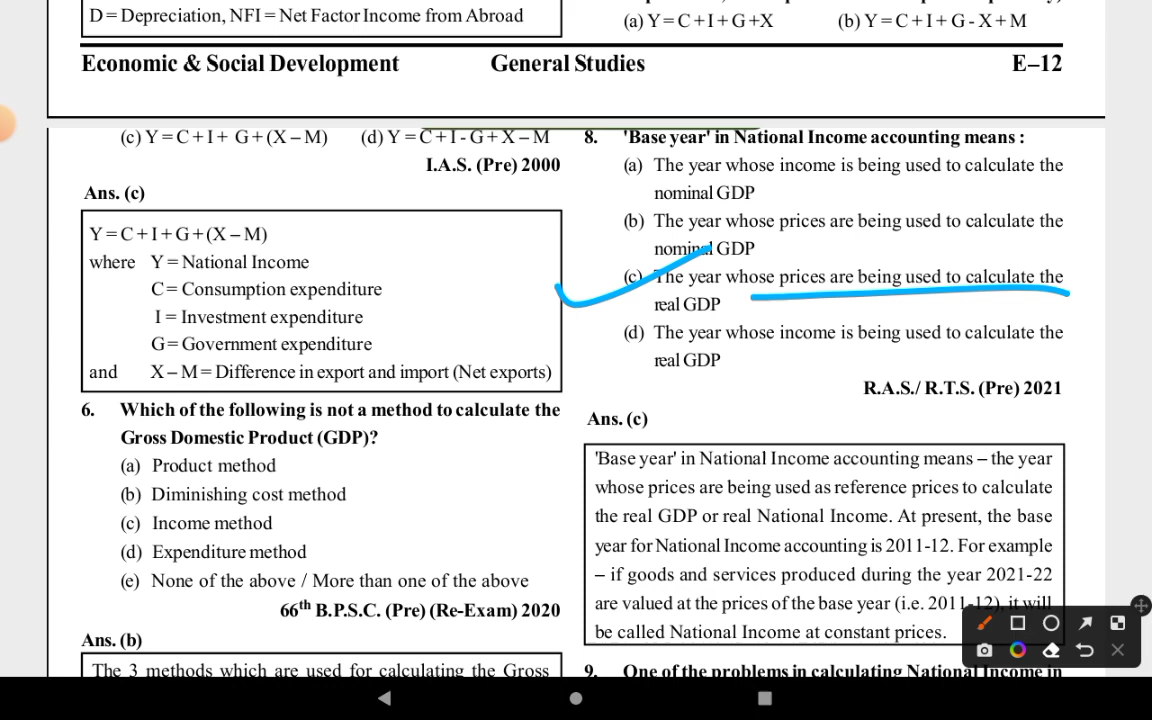 D = Depreciation, NFI = Net Factor Income from Abroad
(a) Y = C + I + G + X (b) Y = C + I + G - X + M
Economic & Social Development General Studies E–12
(c) Y = C + I + G + (X – M) (d) Y = C + I - G + X – M
I.A.S. (Pre) 2000
Ans. (c)
Y = C + I + G + (X – M)
where Y = National Income
C = Consumption expenditure
I = Investment expenditure
G = Government expenditure
and X – M = Difference in export and import (Net exports)
6. Which of the following is not a method to calculate the
Gross Domestic Product (GDP)?
(a) Product method
(b) Diminishing cost method
(c) Income method
(d) Expenditure method
(e) None of the above / More than one of the above
66th B.P.S.C. (Pre) (Re-Exam) 2020
Ans. (b)
The 3 methods which are used for calculating the Gross
8. 'Base year' in National Income accounting means :
(a) The year whose income is being used to calculate the
nominal GDP
(b) The year whose prices are being used to calculate the
nominal GDP
(c) The year whose prices are being used to calculate the
real GDP
(d) The year whose income is being used to calculate the
real GDP
R.A.S./ R.T.S. (Pre) 2021
Ans. (c)
'Base year' in National Income accounting means – the year
whose prices are being used as reference prices to calculate
the real GDP or real National Income. At present, the base
year for National Income accounting is 2011-12. For example
– if goods and services produced during the year 2021-22
are valued at the prices of the base year (i.e. 2011-12), it will
be called National Income at constant prices.
9. One of the problems in calculating National Income in